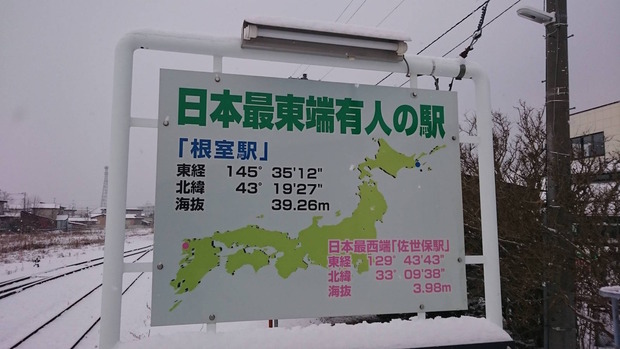 日本最東端有人の駅
「根室駅」
東経 145° 35'12"
北緯 43° 19'27"
海抜 39.26m
日本最西端「佐世保駅」
東経 129° 43'43"
北緯 33° 09'38"
海抜 3.98m